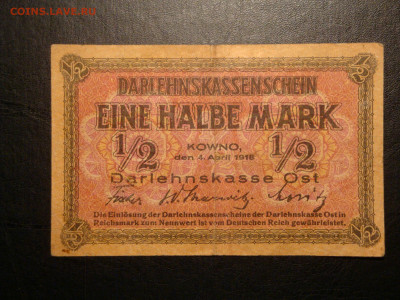 COINS.LAVE.RU
DARLEHNSKASSENSCHEIN
EINE HALBE MARK
1/2 KOWNO, 1/2
den 4. April 1918
Darlehnskasse Ost
Die Einlösung der Darlehnskassenscheine der Darlehnskasse Ost in
Reichsmark zum Nennwert ist vom Deutschen Reich gewährleistet.